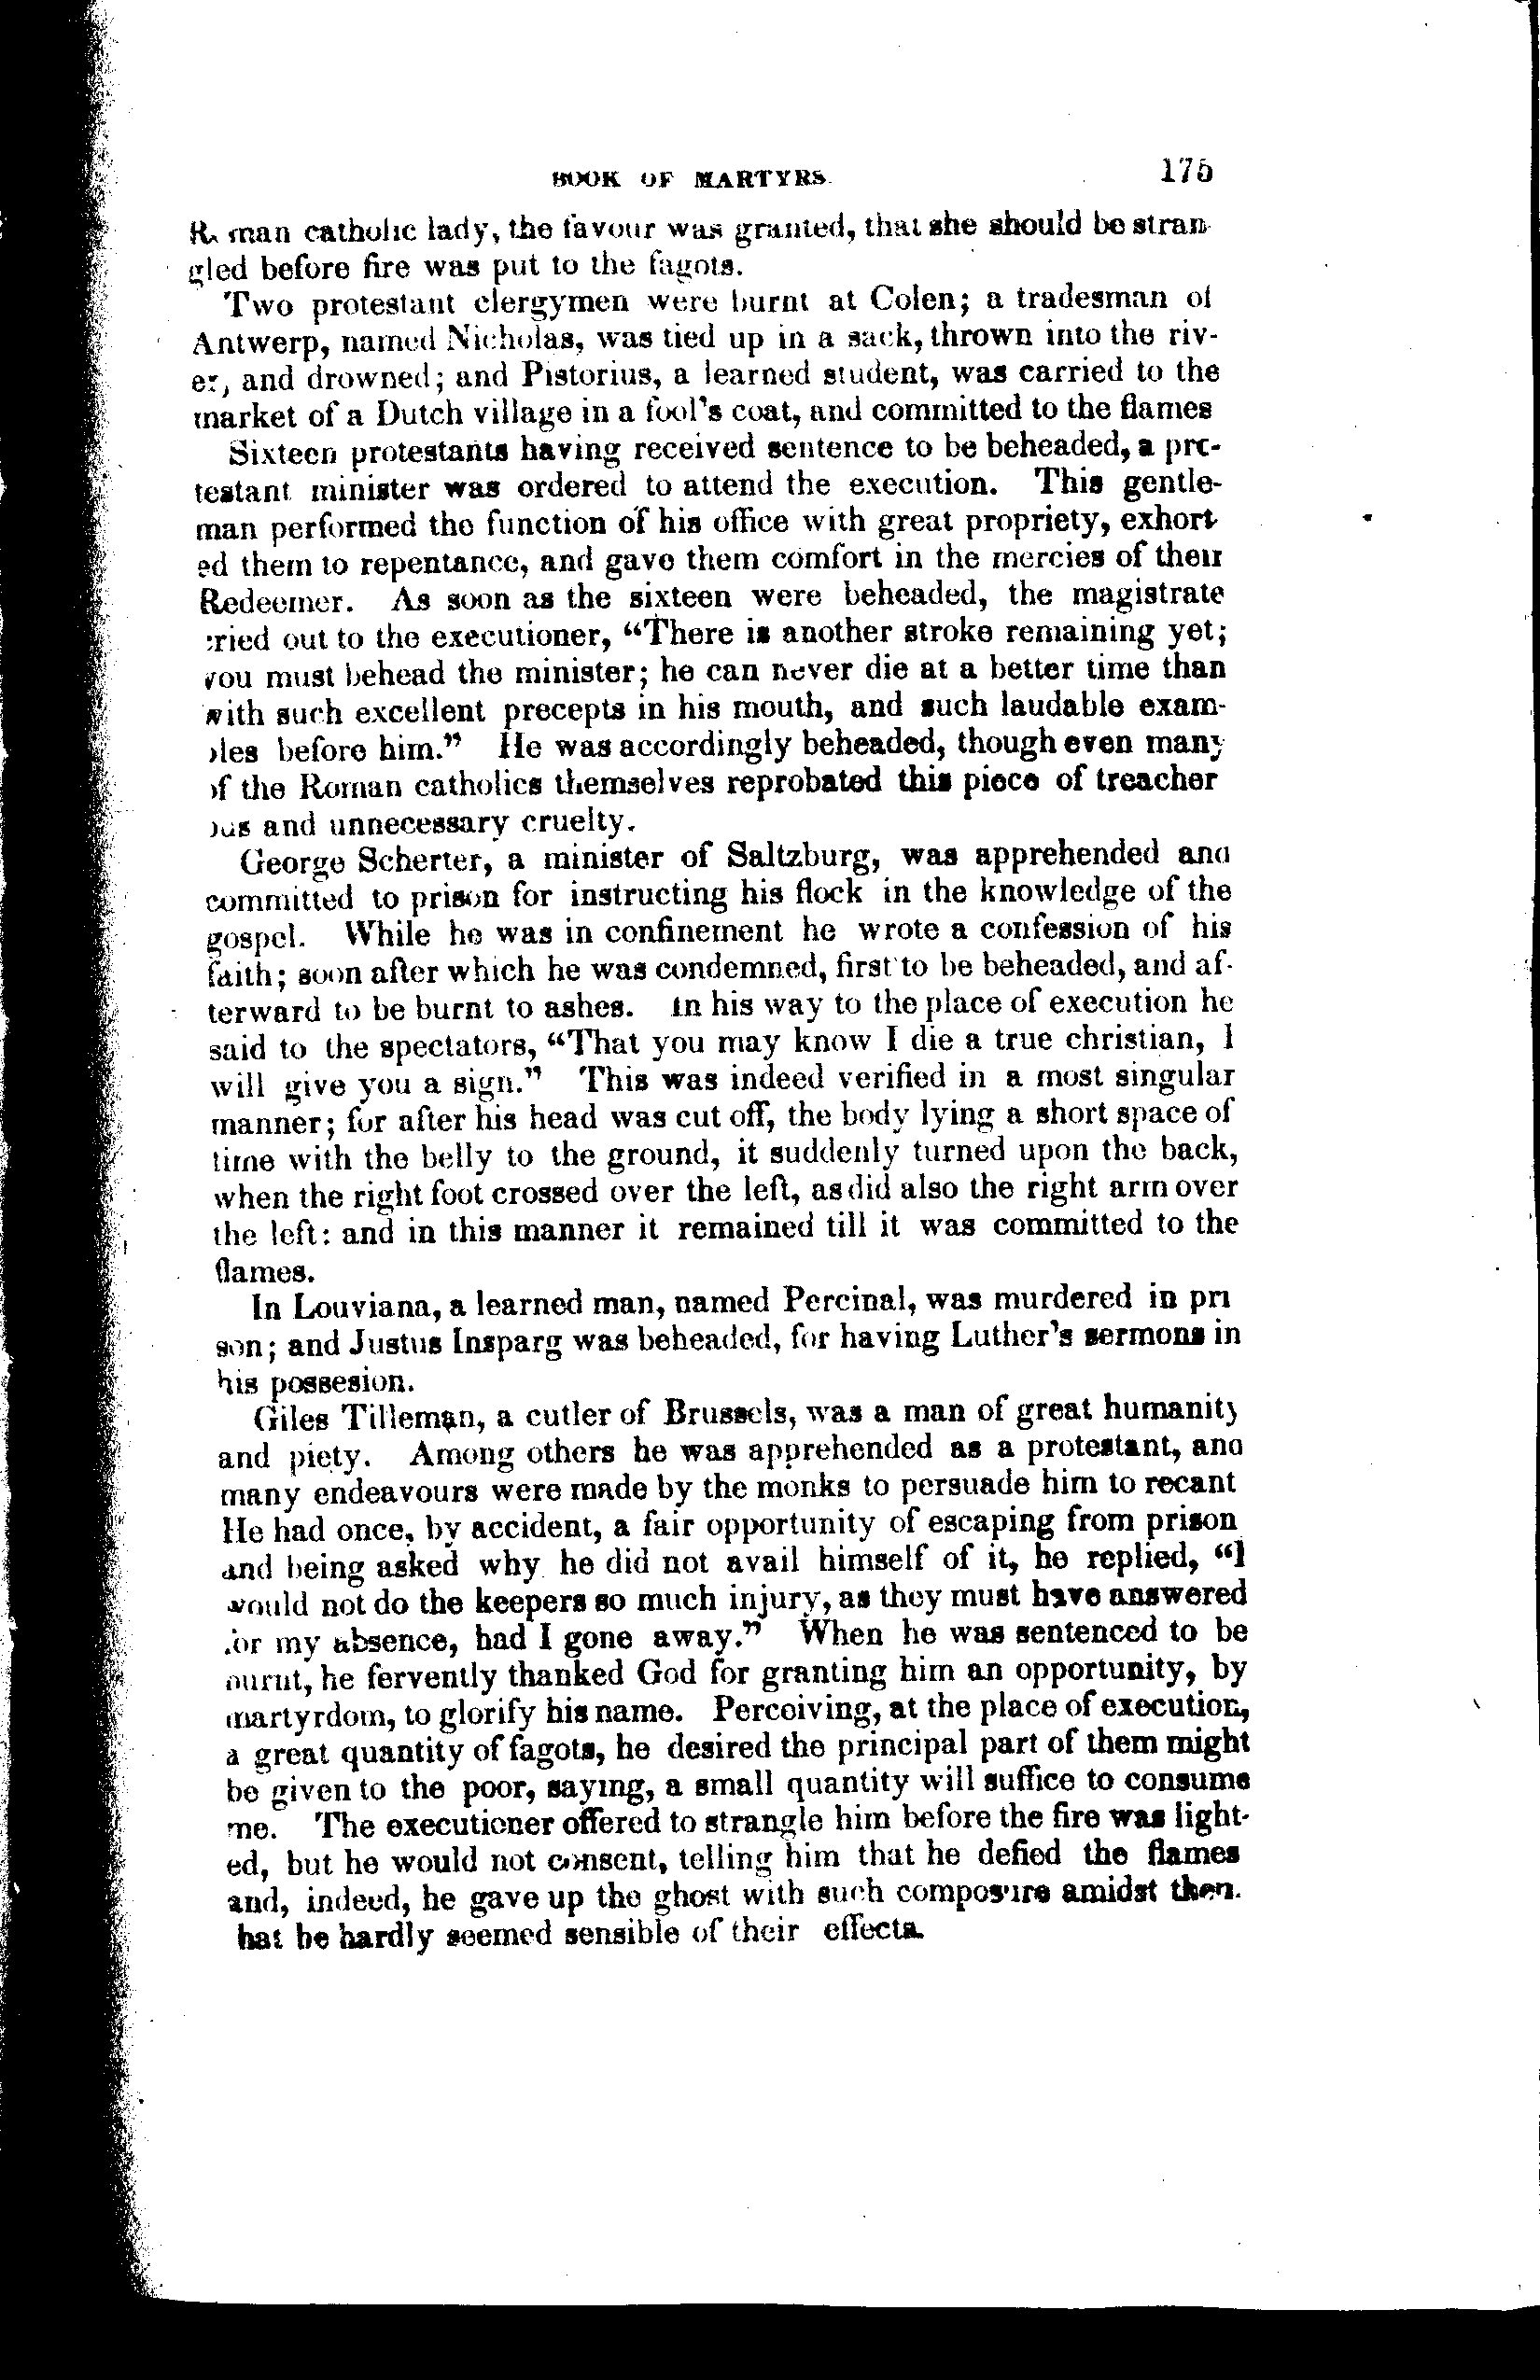 BOOK OF MARTYRS. 175
Roman catholic lady, the favour was granted, that she should be stran-
gled before fire was put to the fagots.
Two protestant clergymen were burnt at Colen; a tradesman of
Antwerp, named Nicholas, was tied up in a sack, thrown into the riv-
er, and drowned; and Pistorius, a learned student, was carried to the
market of a Dutch village in a fool's coat, and committed to the flames
Sixteen protestants having received sentence to be beheaded, a pro-
testant minister was ordered to attend the execution. This gentle-
man performed the function of his office with great propriety, exhort
ed them to repentance, and gave them comfort in the mercies of their
Redeemer. As soon as the sixteen were beheaded, the magistrate
cried out to the executioner, “There is another stroke remaining yet;
you must behead the minister; he can never die at a better time than
with such excellent precepts in his mouth, and such laudable exam-
ples before him.” He was accordingly beheaded, though even many
of the Roman catholics themselves reprobated this piece of treacher
ous and unnecessary cruelty.
George Scherter, a minister of Saltzburg, was apprehended and
committed to prison for instructing his flock in the knowledge of the
gospel. While he was in confinement he wrote a confession of his
faith; soon after which he was condemned, first to be beheaded, and af-
terward to be burnt to ashes. In his way to the place of execution he
said to the spectators, “That you may know I die a true christian, I
will give you a sign.” This was indeed verified in a most singular
manner; for after his head was cut off, the body lying a short space of
time with the belly to the ground, it suddenly turned upon the back,
when the right foot crossed over the left, as did also the right arm over
the left: and in this manner it remained till it was committed to the
flames.
In Louviana, a learned man, named Percinal, was murdered in pri
son; and Justus Insparg was beheaded, for having Luther's sermons in
his possesion.
Giles Tilleman, a cutler of Brussels, was a man of great humanity
and piety. Among others he was apprehended as a protestant, and
many endeavours were made by the monks to persuade him to recant
He had once, by accident, a fair opportunity of escaping from prison
and being asked why he did not avail himself of it, he replied, “I
would not do the keepers so much injury, as they must have answered
for my absence, had I gone away.” When he was sentenced to be
burnt, he fervently thanked God for granting him an opportunity, by
martyrdom, to glorify his name. Perceiving, at the place of execution,
a great quantity of fagots, he desired the principal part of them might
be given to the poor, saying, a small quantity will suffice to consume
me. The executioner offered to strangle him before the fire was light-
ed, but he would not consent, telling him that he defied the flames
and, indeed, he gave up the ghost with such composure amidst them
hat he hardly seemed sensible of their effects.